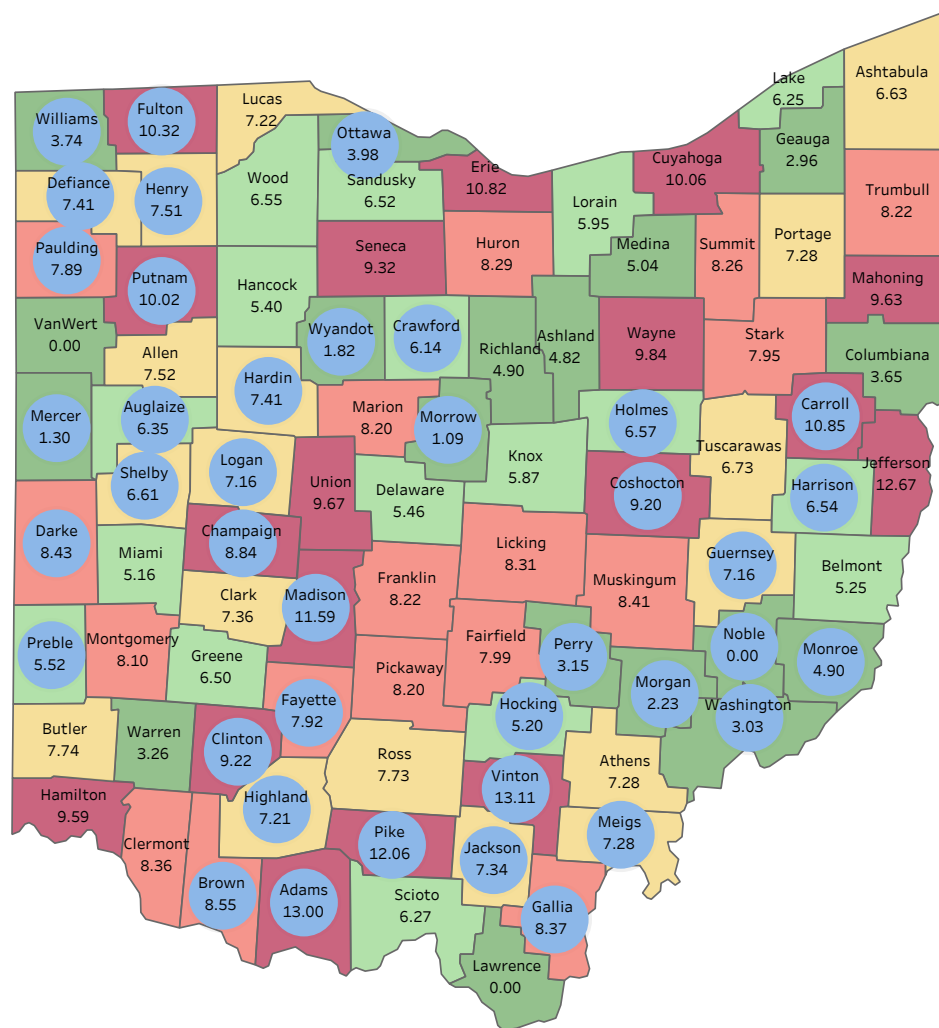 Lake
6.25
Ashtabula
6.63
Lucas
7.22
Fulton
10.32
Williams
3.74
Ottawa
3.98
Geauga
2.96
Cuyahoga
10.06
Erie
10.82
Wood
6.55
Sandusky
6.52
Defiance
7.41
Henry
7.51
Trumbull
8.22
Lorain
5.95
Portage
7.28
Medina
5.04
Summit
8.26
Paulding
7.89
Seneca
9.32
Huron
8.29
Putnam
10.02
Hancock
5.40
Mahoning
9.63
VanWert
0.00
Wyandot
1.82
Crawford
6.14
Richland
4.90
Ashland
4.82
Wayne
9.84
Stark
7.95
Columbiana
3.65
Allen
7.52
Hardin
7.41
Mercer
1.30
Auglaize
6.35
Marion
8.20
Morrow
1.09
Holmes
6.57
Carroll
10.85
Tuscarawas
6.73
Knox
5.87
Jefferson
12.67
Shelby
6.61
Logan
7.16
Union
9.67
Delaware
5.46
Coshocton
9.20
Harrison
6.54
Darke
8.43
Champaign
8.84
Licking
8.31
Guernsey
7.16
Belmont
5.25
Miami
5.16
Franklin
8.22
Muskingum
8.41
Clark
7.36
Madison
11.59
Preble
5.52
Montgomery
8.10
Greene
6.50
Fairfield
7.99
Perry
3.15
Noble
0.00
Monroe
4.90
Pickaway
8.20
Morgan
2.23
Washington
3.03
Fayette
7.92
Hocking
5.20
Butler
7.74
Warren
3.26
Clinton
9.22
Ross
7.73
Athens
7.28
Vinton
13.11
Hamilton
9.59
Highland
7.21
Meigs
7.28
Pike
12.06
Clermont
8.36
Jackson
7.34
Brown
8.55
Adams
13.00
Scioto
6.27
Gallia
8.37
Lawrence
0.00